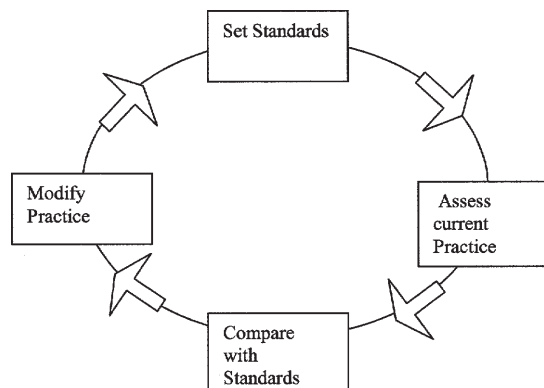 Set Standards
Assess
current
Practice
Compare
with
Standards
Modify
Practice